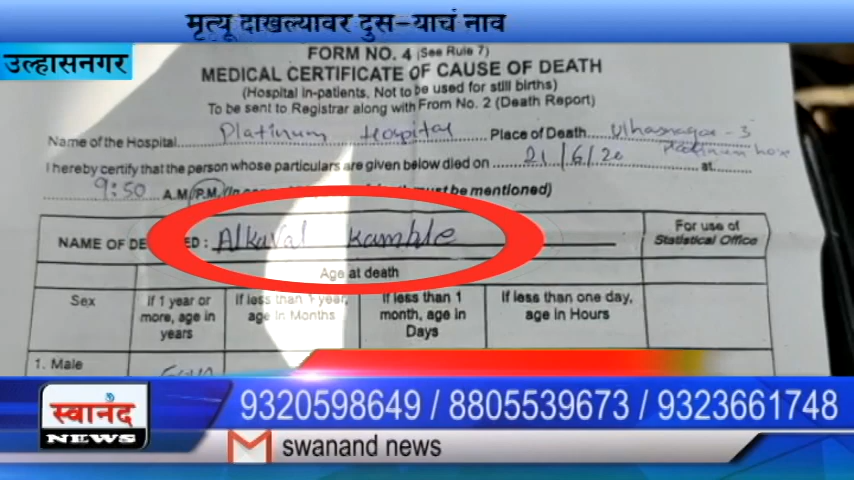 मृत्यू दाखल्यावर दुस-याचं नाव
उल्हासनगर
FORM NO. 4 (See Rule 7)
MEDICAL CERTIFICATE OF CAUSE OF DEATH
(Hospital in-patients, Not to be used for still births)
To be sent to Registrar along with From No. 2 (Death Report)
Name of the Hospital Platinum Hospital Place of Death Ulhasnagar - 3
I hereby certify that the person whose particulars are given below died on 21/6/20 at
9:50 A.M/P.M. must be mentioned)
NAME OF DE ED : Alkaval Kamble
For use of
Statistical Office
Age at death
Sex
If 1 year or
more, age in
years
If less than 1 year,
age in Months
If less than 1
month, age in
Days
If less than one day,
age in Hours
1. Male
स्वानंद
NEWS
9320598649 / 8805539673 / 9323661748
swanand news